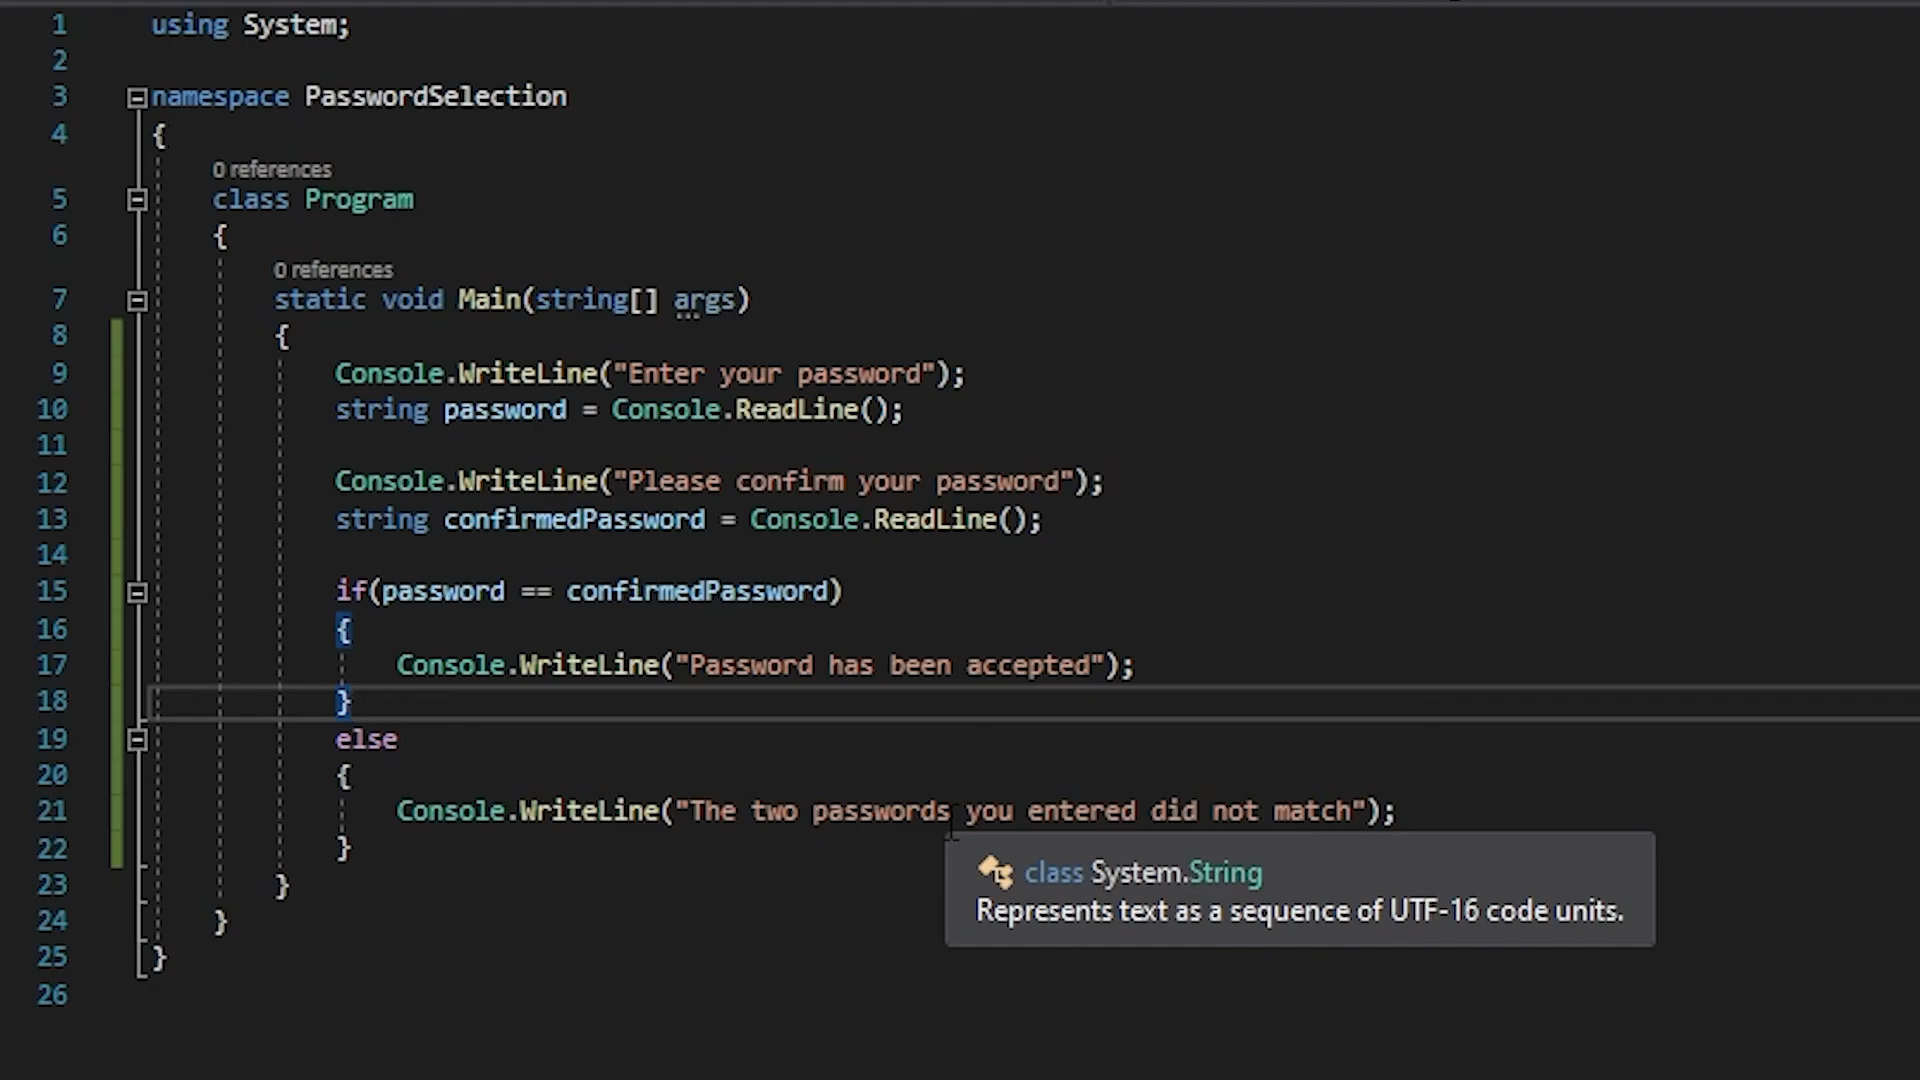 1 using System;
2
3 namespace PasswordSelection
4 {
0 references
5 class Program
6 {
0 references
7 static void Main(string[] args)
8 {
9 Console.WriteLine("Enter your password");
10 string password = Console.ReadLine();
11
12 Console.WriteLine("Please confirm your password");
13 string confirmedPassword = Console.ReadLine();
14
15 if(password == confirmedPassword)
16 {
17 Console.WriteLine("Password has been accepted");
18 }
19 else
20 {
21 Console.WriteLine("The two passwords you entered did not match");
22 }
class System.String
Represents text as a sequence of UTF-16 code units.
23 }
24 }
25 }
26